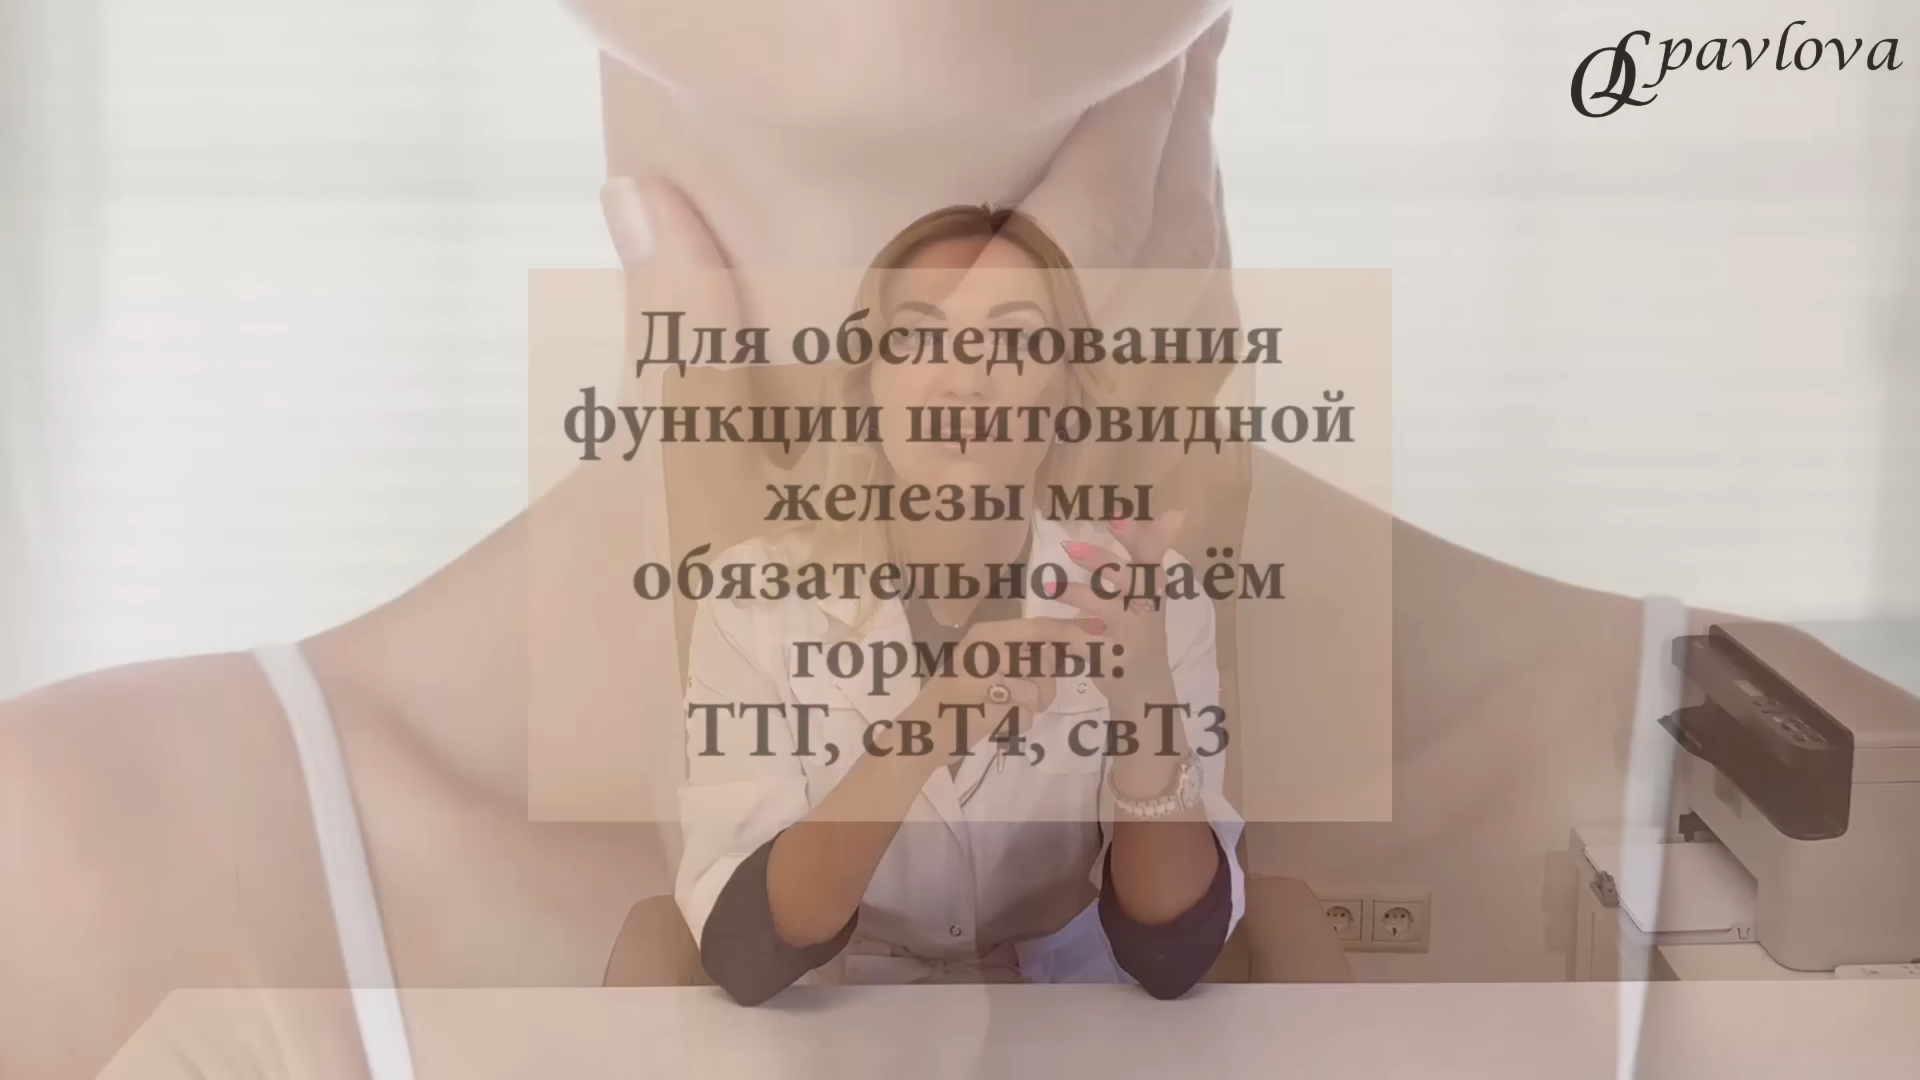 pavlova
Для обследования
функции щитовидной
железы мы
обязательно сдаём
гормоны:
ТТГ, свТ4, свТ3